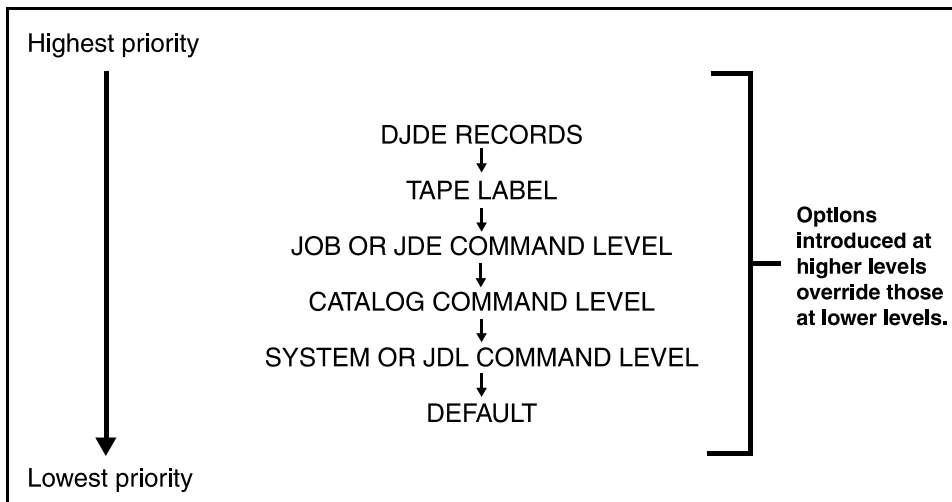 Highest priority
DJDE RECORDS
TAPE LABEL
JOB OR JDE COMMAND LEVEL
CATALOG COMMAND LEVEL
SYSTEM OR JDL COMMAND LEVEL
DEFAULT
Options
introduced at
higher levels
override those
at lower levels.
Lowest priority